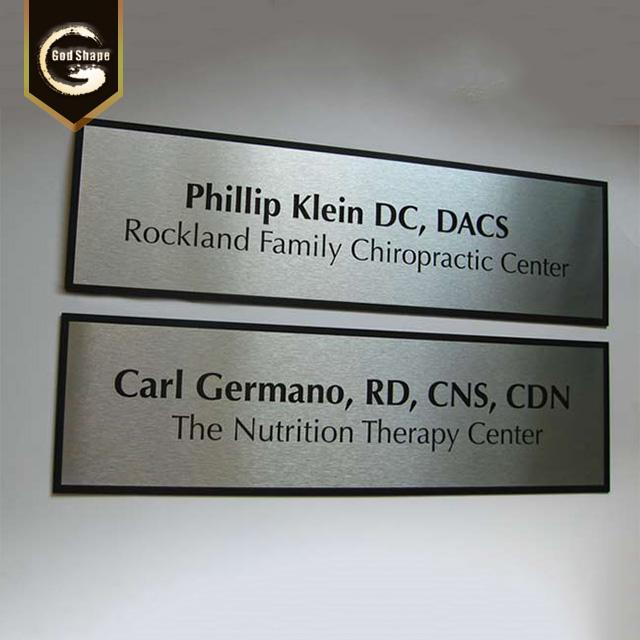 God Shape
Phillip Klein DC, DACS
Rockland Family Chiropractic Center
Carl Germano, RD, CNS, CDN
The Nutrition Therapy Center